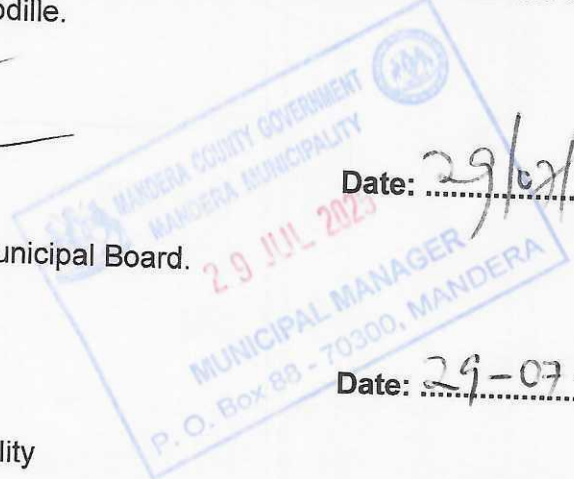 odille.
MANDERA COUNTY GOVERNMENT
MANDERA MUNICIPALITY
Date: 29/07/
29 JUL 2025
unicipal Board.
MUNICIPAL MANAGER
P. O. Box 88 - 70300, MANDERA
Date: 29-07
lity